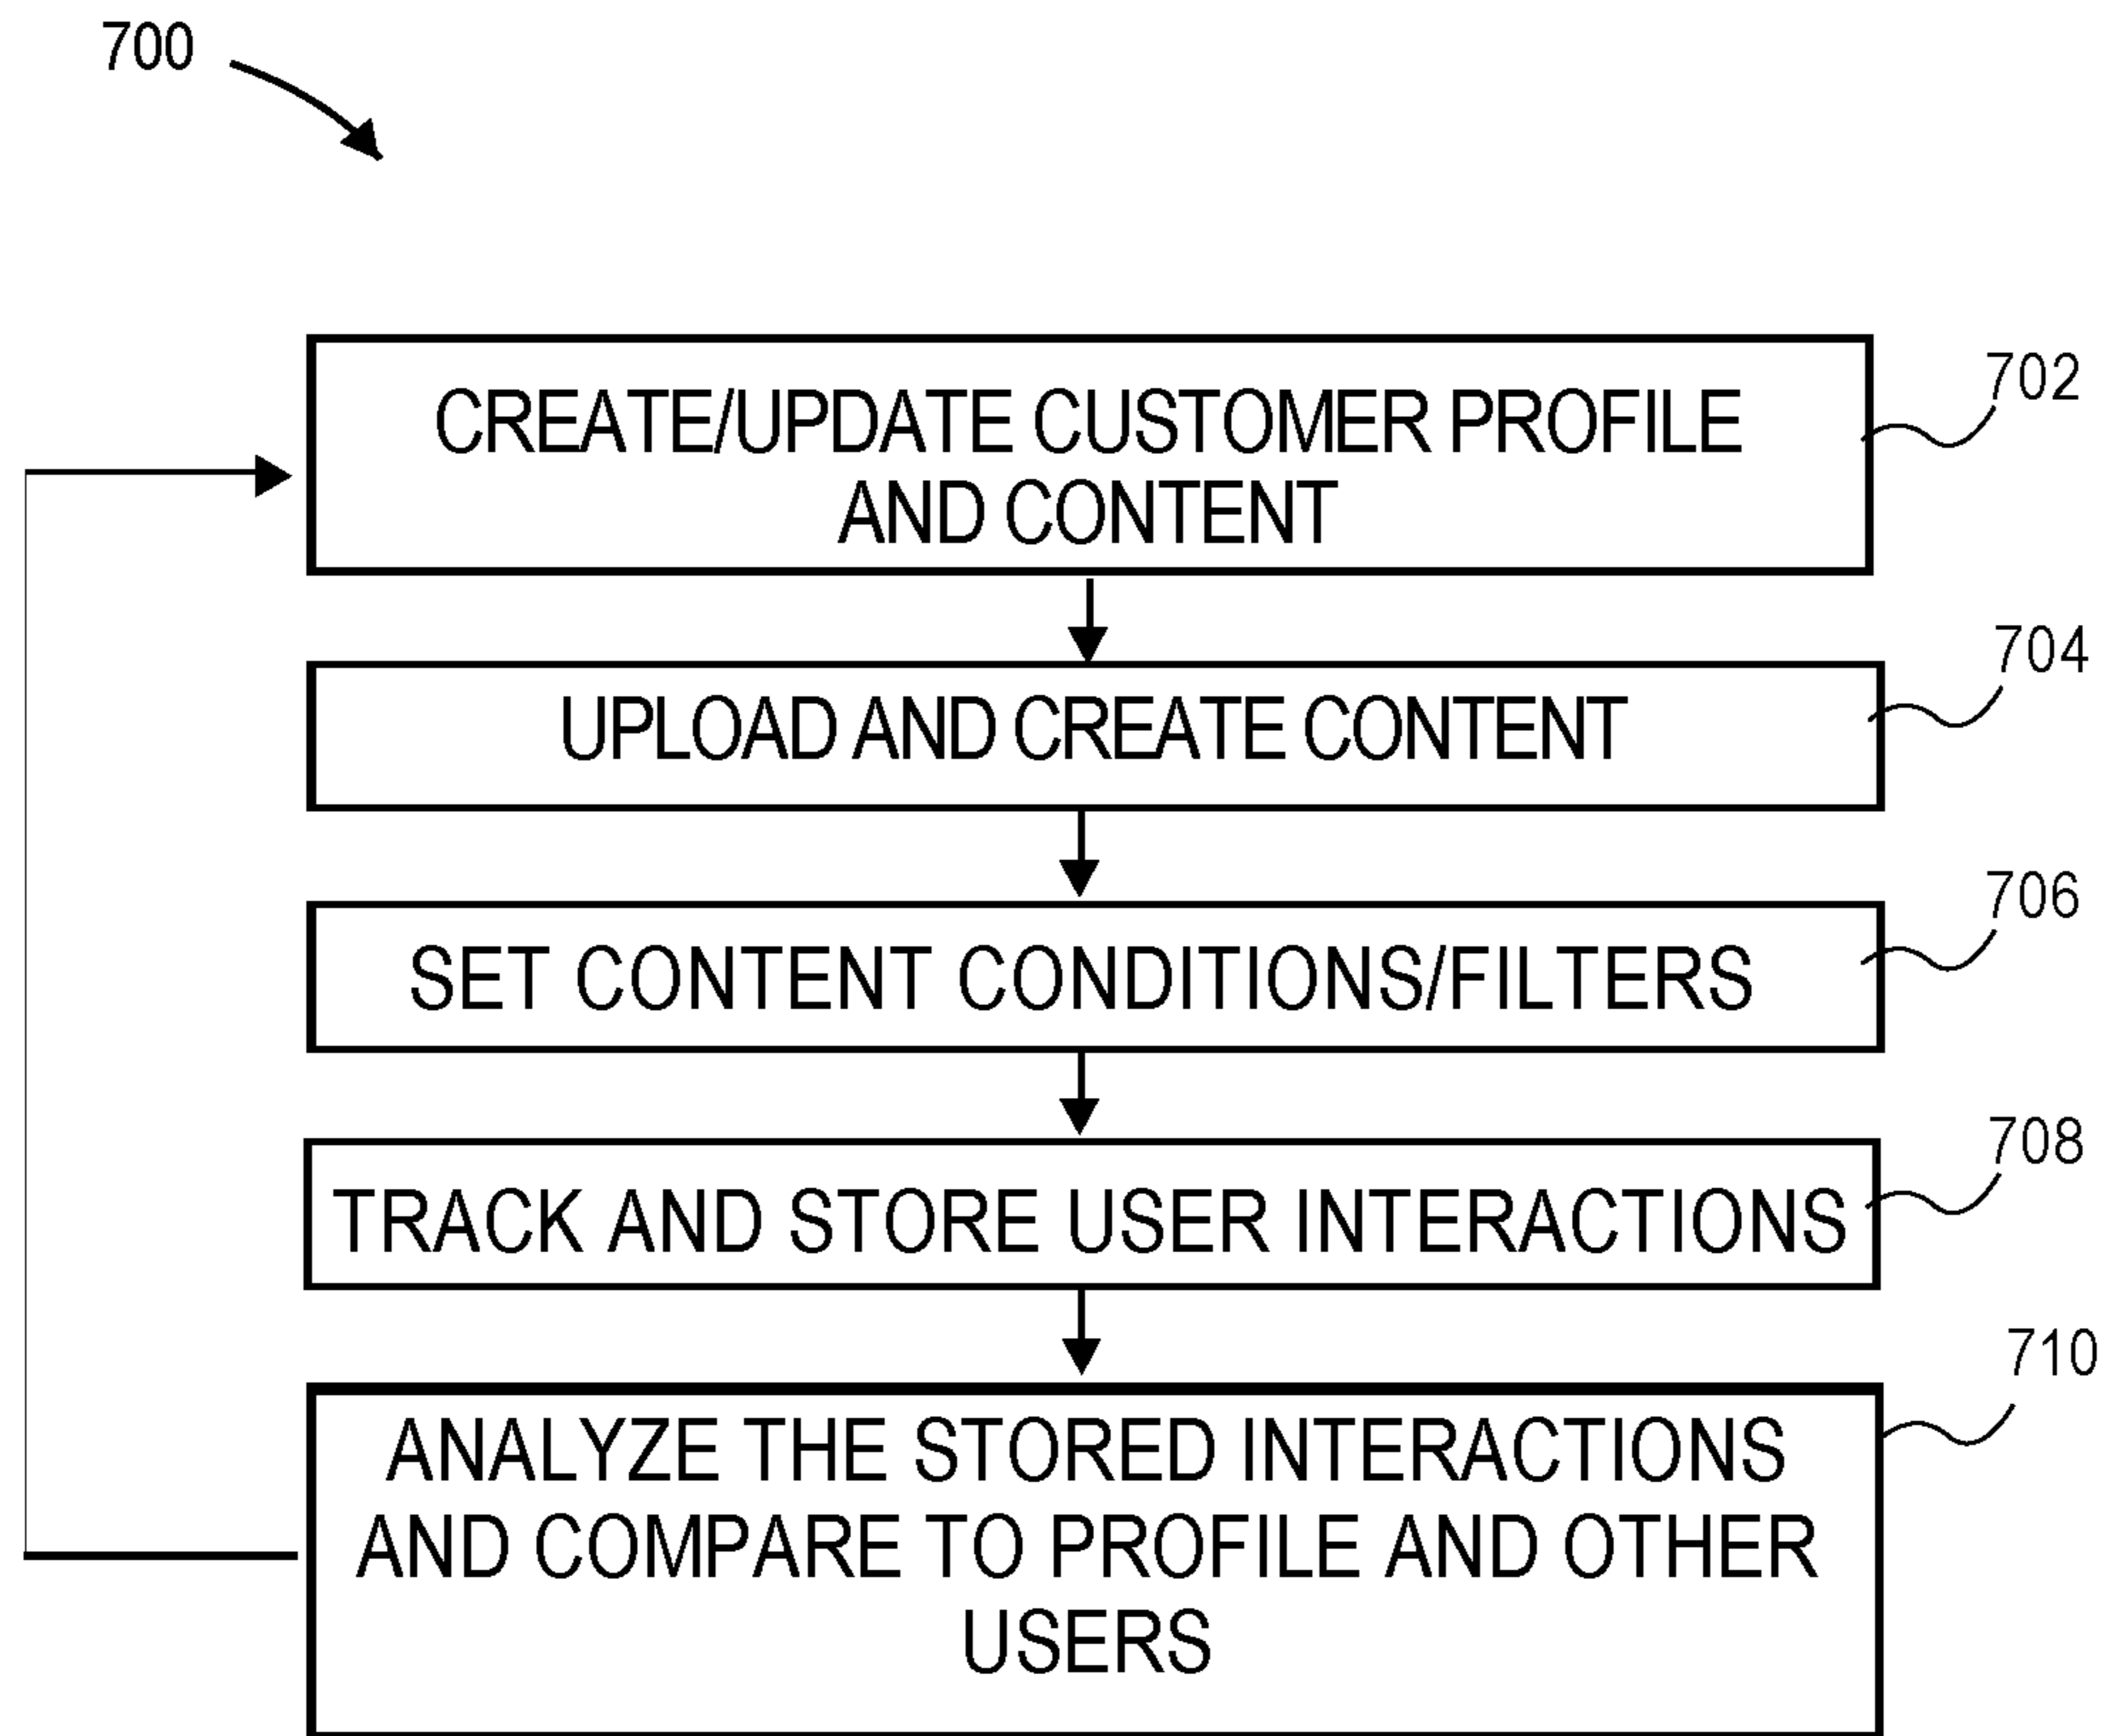 700
CREATE/UPDATE CUSTOMER PROFILE
AND CONTENT
702
UPLOAD AND CREATE CONTENT
704
SET CONTENT CONDITIONS/FILTERS
706
TRACK AND STORE USER INTERACTIONS
708
ANALYZE THE STORED INTERACTIONS
AND COMPARE TO PROFILE AND OTHER
USERS
710